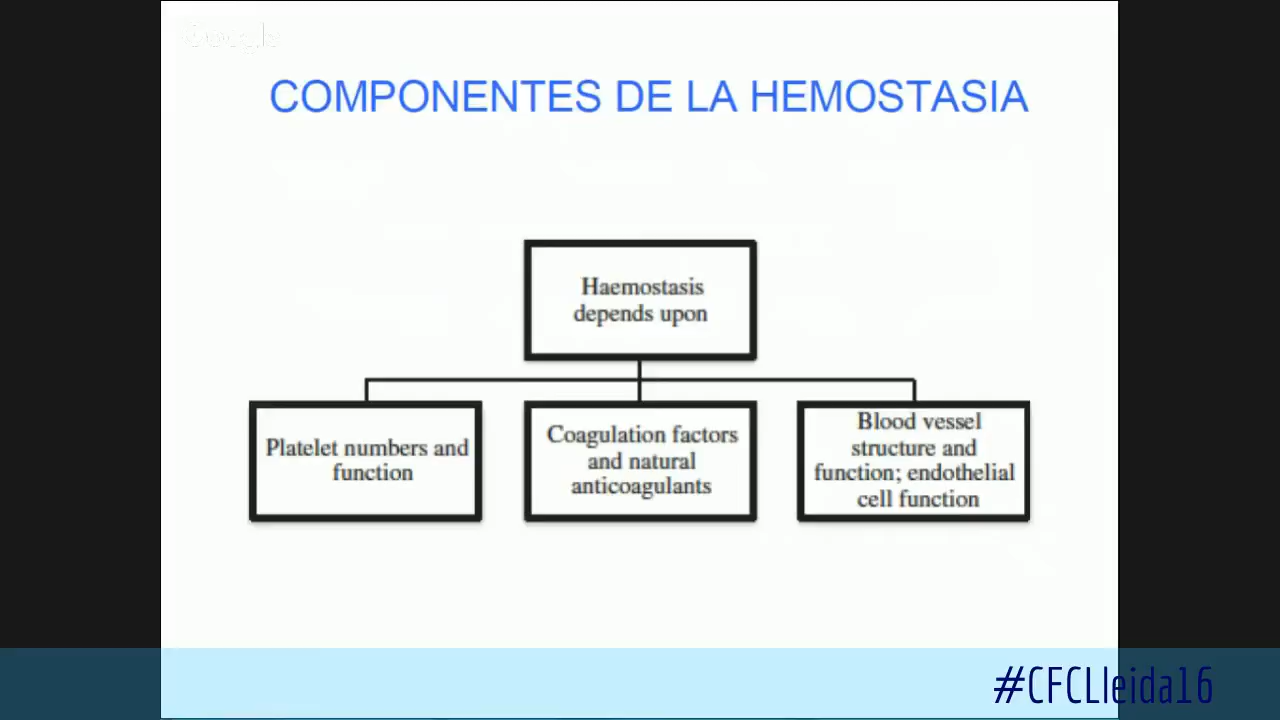 Google
COMPONENTES DE LA HEMOSTASIA
Haemostasis
depends upon
Platelet numbers and
function
Coagulation factors
and natural
anticoagulants
Blood vessel
structure and
function; endothelial
cell function
#CFCLleida16